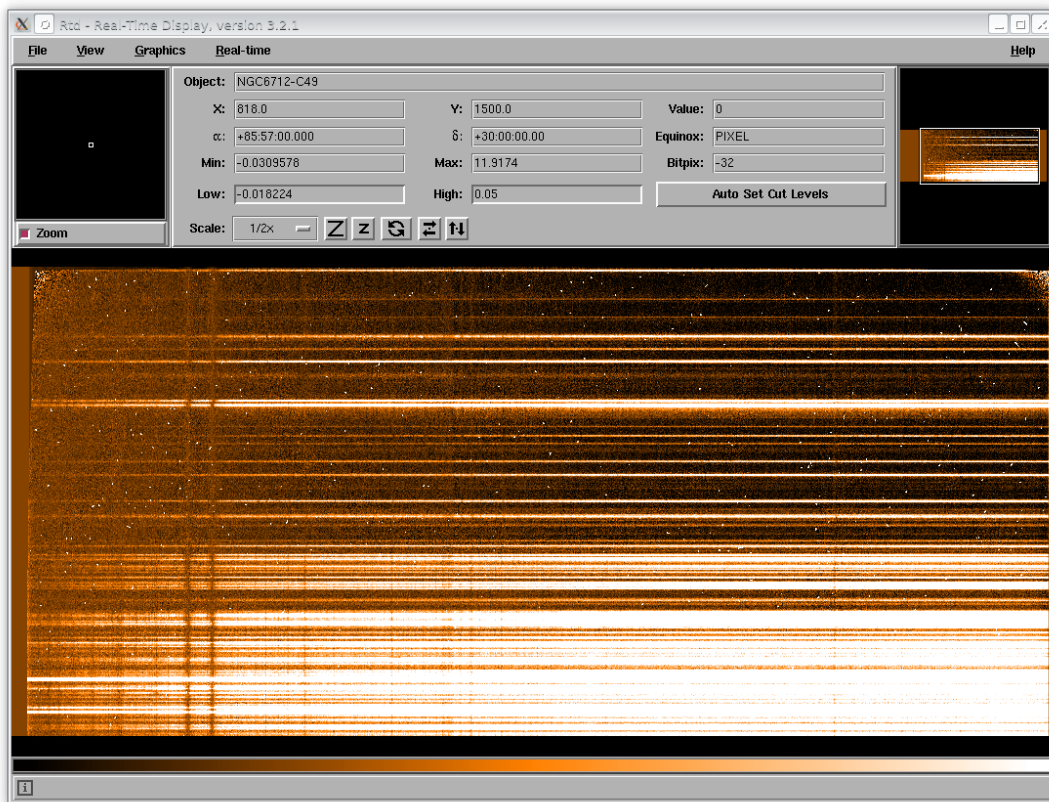 Rtd - Real-Time Display, version 3.2.1
File View Graphics Real-time Help
Object: NGC6712-C49
X: 818.0 Y: 1500.0 Value: 0
α: +85:57:00.000 δ: +30:00:00.00 Equinox: PIXEL
Min: -0.0309578 Max: 11.9174 Bitpix: -32
Low: -0.018224 High: 0.05 Auto Set Cut Levels
Zoom Scale: 1/2x Z z